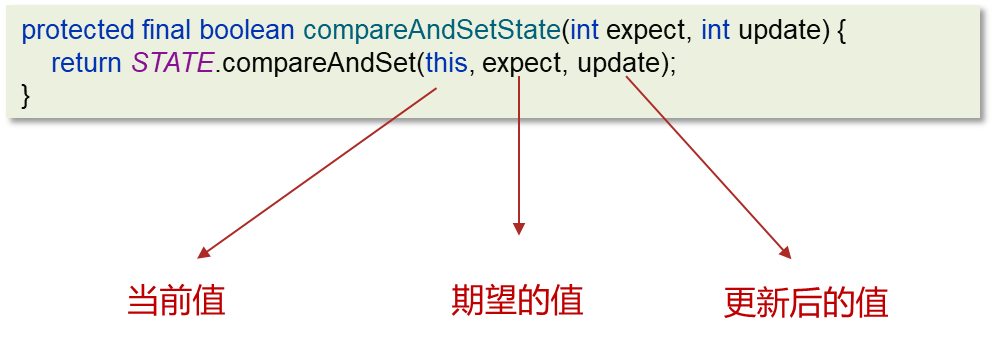 protected final boolean compareAndSetState(int expect, int update) {
return STATE.compareAndSet(this, expect, update);
}
当前值 期望的值 更新后的值